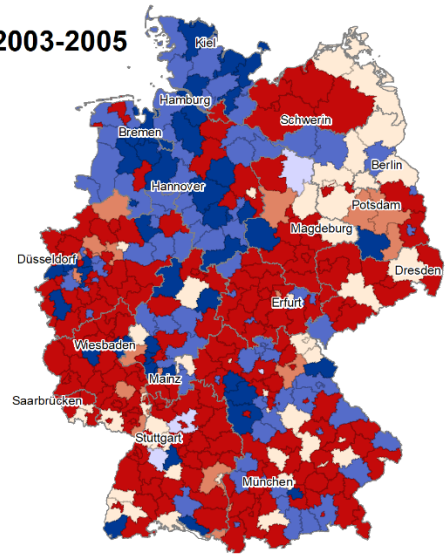 2003-2005
Kiel
Hamburg
Schwerin
Bremen
Berlin
Hannover
Potsdam
Magdeburg
Düsseldorf
Dresden
Erfurt
Wiesbaden
Mainz
Saarbrücken
Stuttgart
München